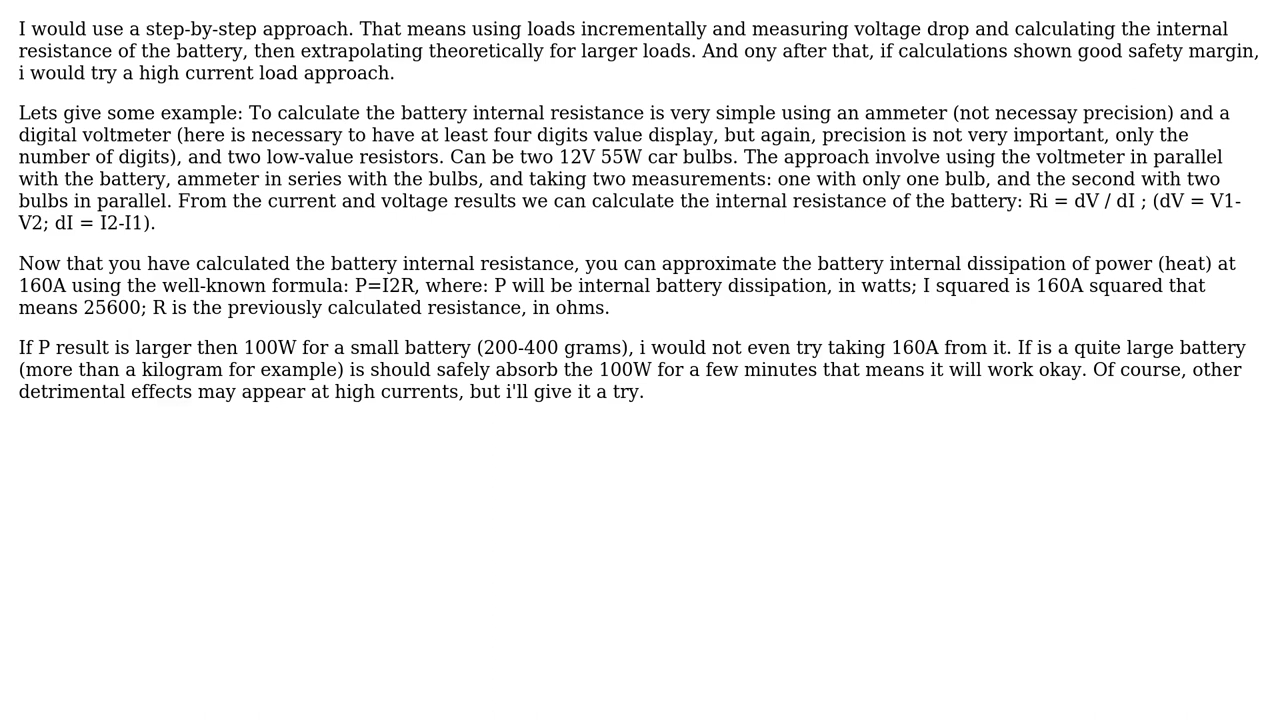 I would use a step-by-step approach. That means using loads incrementally and measuring voltage drop and calculating the internal
resistance of the battery, then extrapolating theoretically for larger loads. And ony after that, if calculations shown good safety margin,
i would try a high current load approach.
Lets give some example: To calculate the battery internal resistance is very simple using an ammeter (not necessay precision) and a
digital voltmeter (here is necessary to have at least four digits value display, but again, precision is not very important, only the
number of digits), and two low-value resistors. Can be two 12V 55W car bulbs. The approach involve using the voltmeter in parallel
with the battery, ammeter in series with the bulbs, and taking two measurements: one with only one bulb, and the second with two
bulbs in parallel. From the current and voltage results we can calculate the internal resistance of the battery: Ri = dV / dI ; (dV = V1-
V2; dI = I2-I1).
Now that you have calculated the battery internal resistance, you can approximate the battery internal dissipation of power (heat) at
160A using the well-known formula: P=I2R, where: P will be internal battery dissipation, in watts; I squared is 160A squared that
means 25600; R is the previously calculated resistance, in ohms.
If P result is larger then 100W for a small battery (200-400 grams), i would not even try taking 160A from it. If is a quite large battery
(more than a kilogram for example) is should safely absorb the 100W for a few minutes that means it will work okay. Of course, other
detrimental effects may appear at high currents, but i'll give it a try.